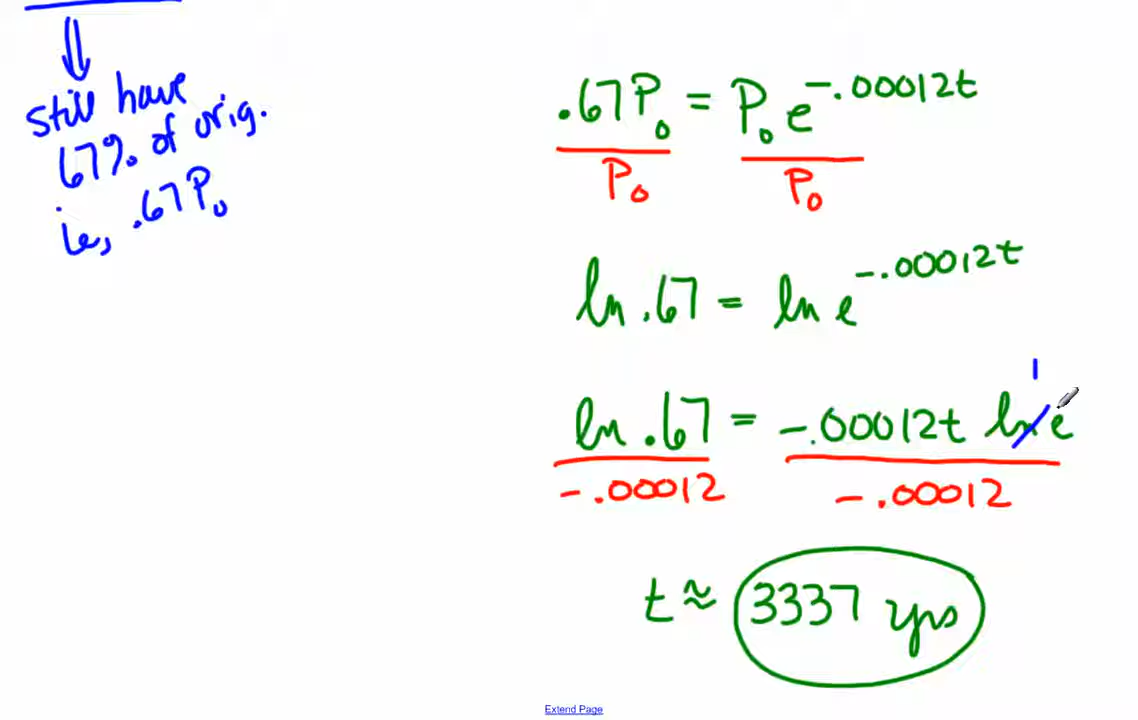 still have
67% of orig.
ie, .67P₀
.67P₀ = P₀e^-.00012t
P₀ P₀
ln .67 = ln e^-.00012t
1
ln .67 = -.00012t ln e
-.00012 -.00012
t ≈ 3337 yrs
Extend Page